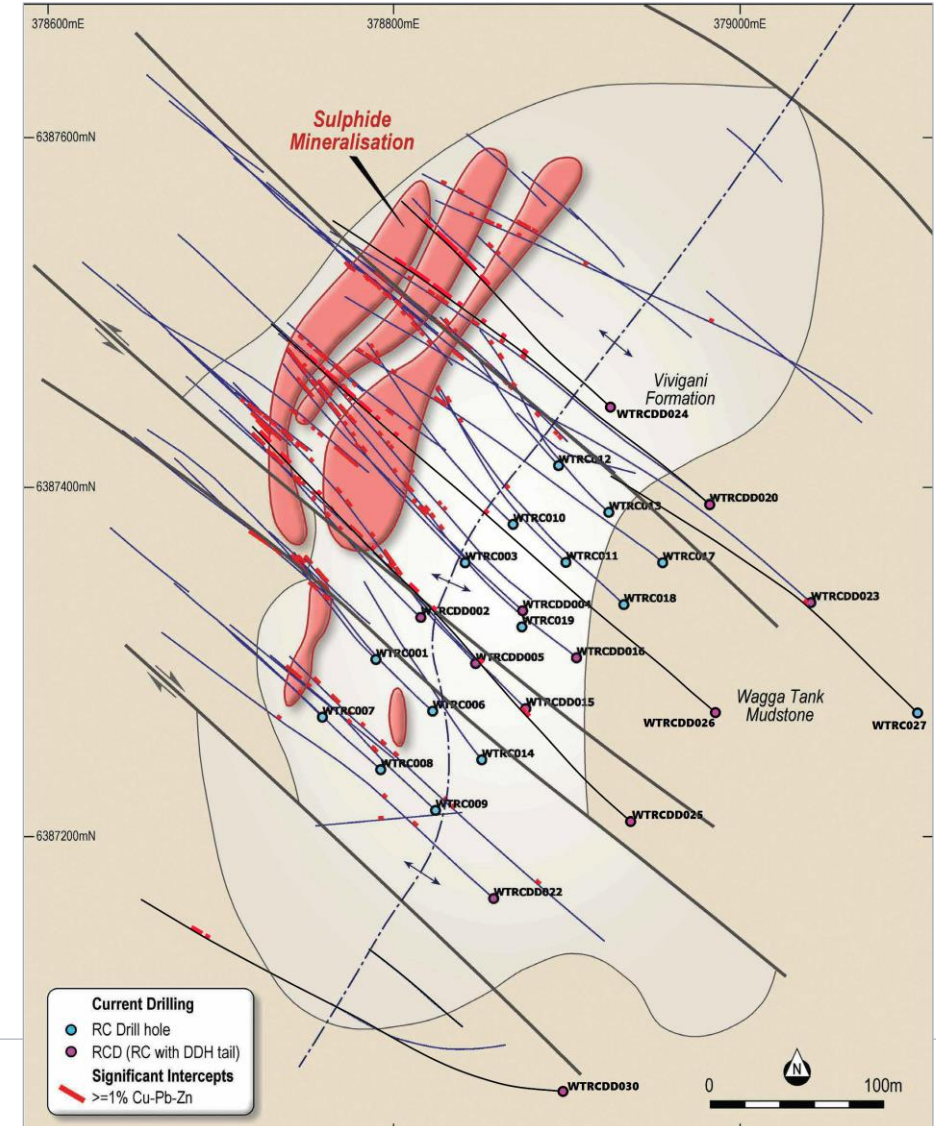 378600mE
378800mE
379000mE
6387600mN
Sulphide
Mineralisation
Vivigani
Formation
WTRCDD024
WTRC012
6387400mN
WTRCDD020
WTRC010
WTRC013
WTRC003
WTRC011
WTRC017
WTRCDD002
WTRCDD004
WTRC018
WTRCDD023
WTRC019
WTRC001
WTRCDD005
WTRCDD016
WTRC007
WTRC006
WTRCDD015
WTRCDD026
Wagga Tank
Mudstone
WTRC027
WTRC008
WTRC014
WTRC009
WTRCDD025
6387200mN
WTRCDD022
Current Drilling
RC Drill hole
RCD (RC with DDH tail)
Significant Intercepts
>=1% Cu-Pb-Zn
WTRCDD030
N
0
100m